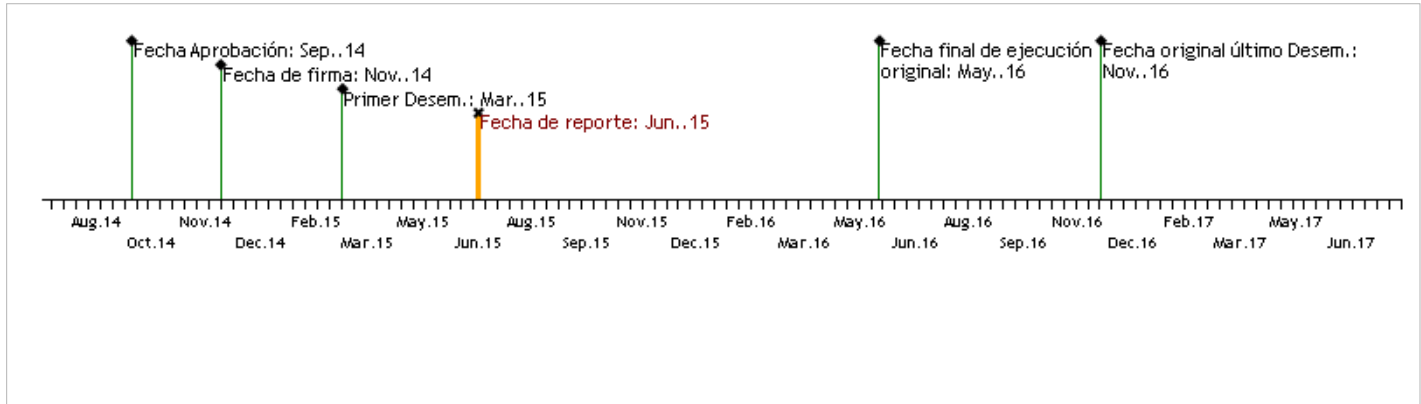 Fecha Aprobación: Sep..14
Fecha de firma: Nov..14
Primer Desem.: Mar..15
Fecha de reporte: Jun..15
Fecha final de ejecución
original: May..16
Fecha original último Desem.:
Nov..16
Aug.14 Nov.14 Feb.15 May.15 Aug.15 Nov.15 Feb.16 May.16 Aug.16 Nov.16 Feb.17 May.17
Oct.14 Dec.14 Mar.15 Jun.15 Sep.15 Dec.15 Mar.16 Jun.16 Sep.16 Dec.16 Mar.17 Jun.17